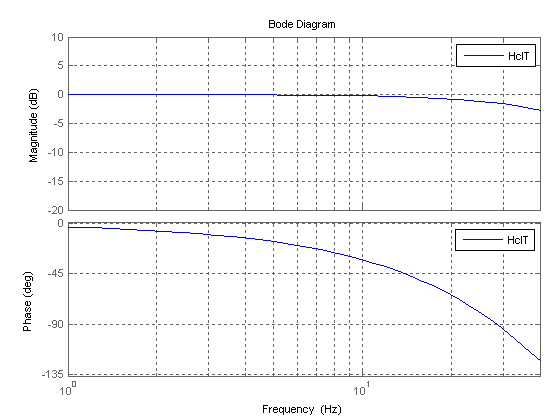 Bode Diagram
10
5
0
-5
-10
-15
-20
Magnitude (dB)
HclT
0
-45
-90
-135
Phase (deg)
HclT
10^0
10^1
Frequency (Hz)